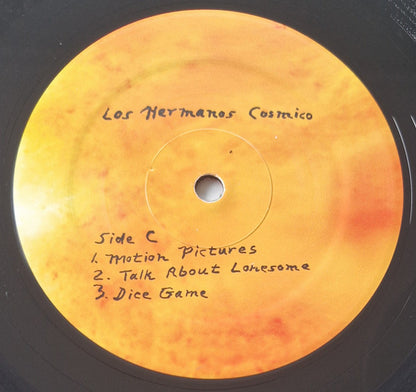 Los Hermanos Cosmico
Side C
1. Motion Pictures
2. Talk About Lonesome
3. Dice Game